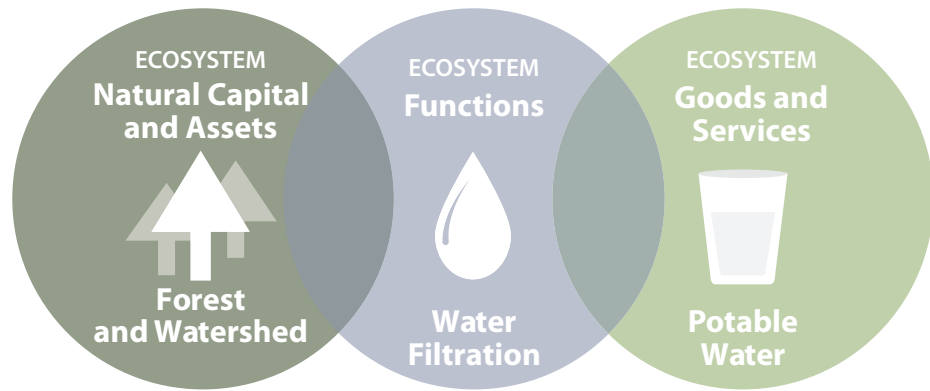 ECOSYSTEM
Natural Capital
and Assets
Forest
and Watershed
ECOSYSTEM
Functions
Water
Filtration
ECOSYSTEM
Goods and
Services
Potable
Water